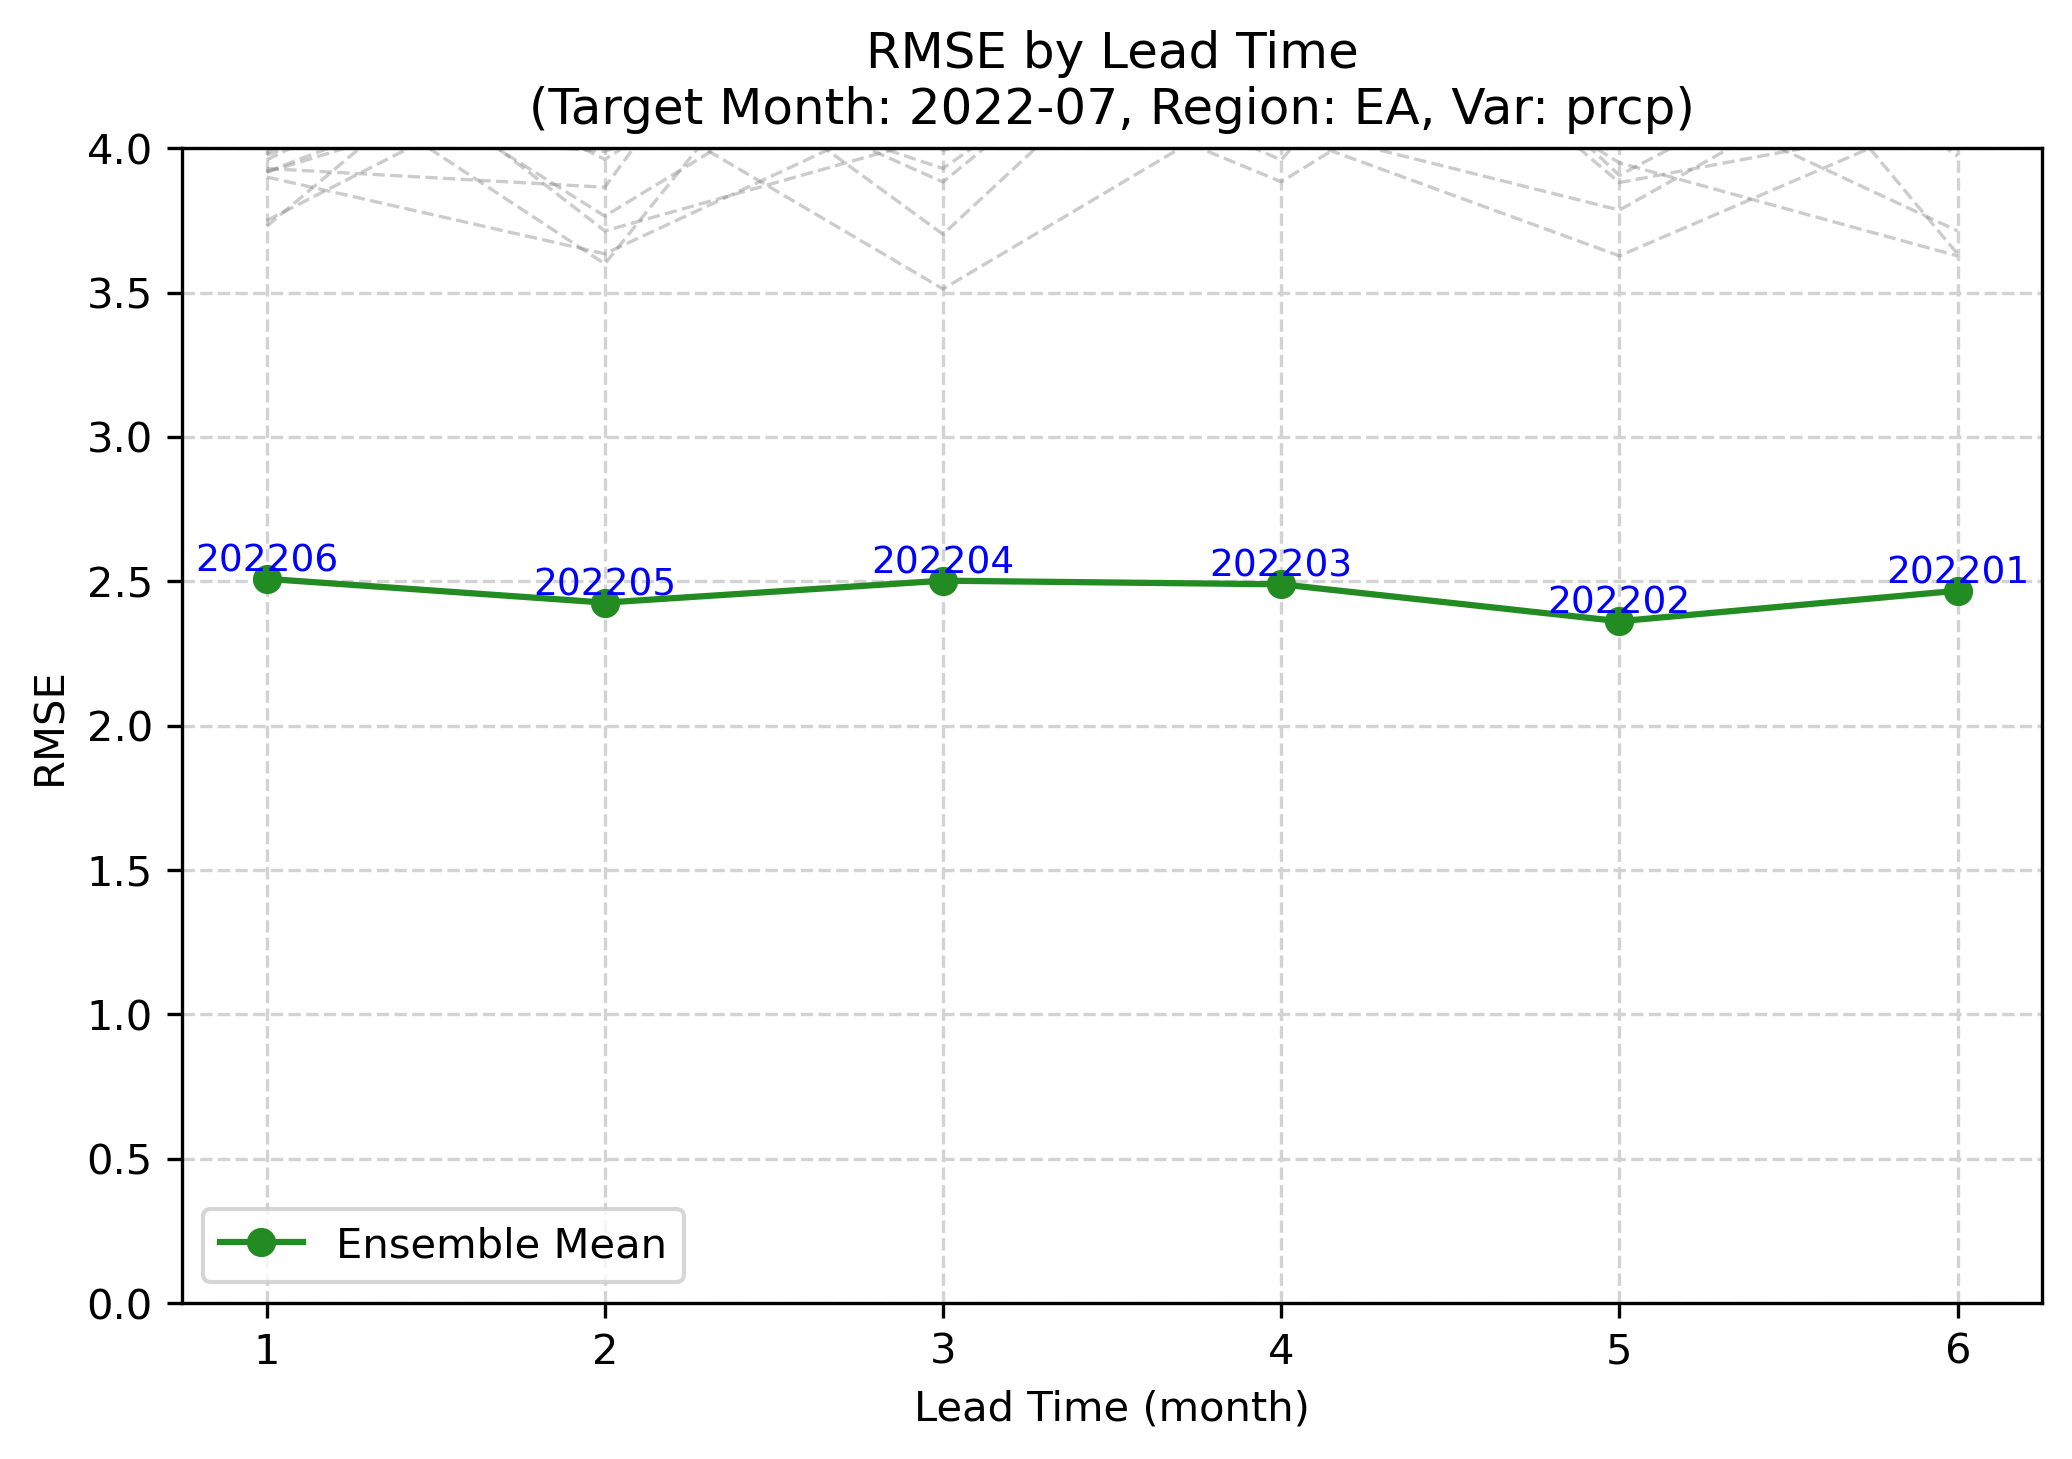 RMSE by Lead Time
(Target Month: 2022-07, Region: EA, Var: prcp)
4.0
3.5
3.0
2.5
2.0
1.5
1.0
0.5
0.0
RMSE
202206
202205
202204
202203
202202
202201
Ensemble Mean
1 2 3 4 5 6
Lead Time (month)